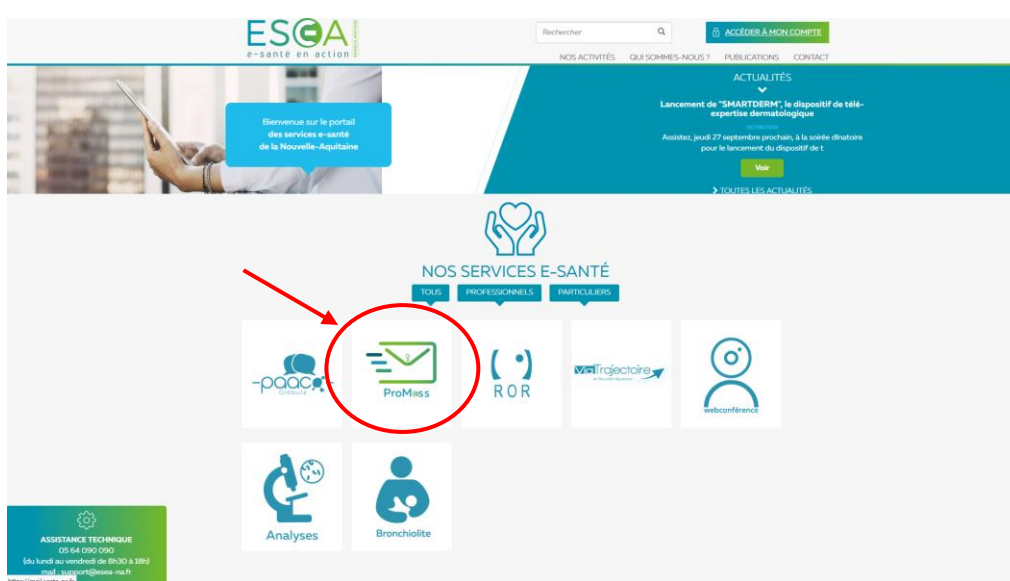 ESEA
e-santé en action
Rechercher
ACCÉDER À MON COMPTE
NOS ACTIVITÉS QUI SOMMES-NOUS ? PUBLICATIONS CONTACT
Bienvenue sur le portail
des services e-santé
de la Nouvelle-Aquitaine
ACTUALITÉS
Lancement de "SMARTDERM", le dispositif de télé-
expertise dermatologique
Assistez, jeudi 27 septembre prochain, à la soirée dînatoire
pour le lancement du dispositif de t
Voir
TOUTES LES ACTUALITÉS
NOS SERVICES E-SANTÉ
TOUS PROFESSIONNELS PARTICULIERS
-paaco-
Globule
ProMess
ROR
ViaTrajectoire
webconférence
Analyses
Bronchiolite
ASSISTANCE TECHNIQUE
05 64 090 090
(du lundi au vendredi de 8h30 à 18h)
mail : support@esea-na.fr